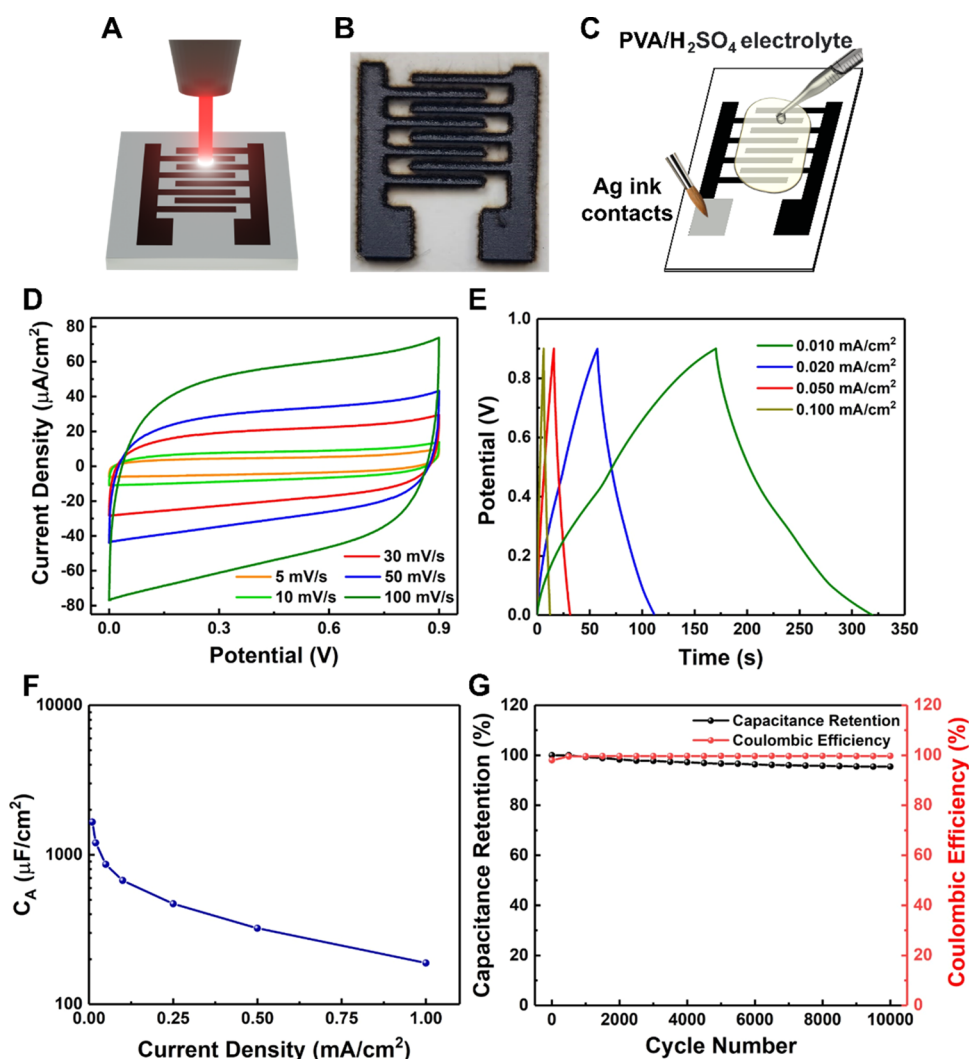 A
B
C
PVA/H₂SO₄ electrolyte
Ag ink
contacts
D
Current Density (μA/cm²)
80
60
40
20
0
-20
-40
-60
-80
30 mV/s
5 mV/s
50 mV/s
10 mV/s
100 mV/s
0.0
0.3
0.6
0.9
Potential (V)
E
Potential (V)
1.0
0.8
0.6
0.4
0.2
0.0
0.010 mA/cm²
0.020 mA/cm²
0.050 mA/cm²
0.100 mA/cm²
0
50
100
150
200
250
300
350
Time (s)
F
C_A (μF/cm²)
10000
1000
100
0.00
0.25
0.50
0.75
1.00
Current Density (mA/cm²)
G
Capacitance Retention (%)
120
100
80
60
40
20
0
Capacitance Retention
Coulombic Efficiency
120
100
80
60
40
20
0
Coulombic Efficiency (%)
0
2000
4000
6000
8000
10000
Cycle Number